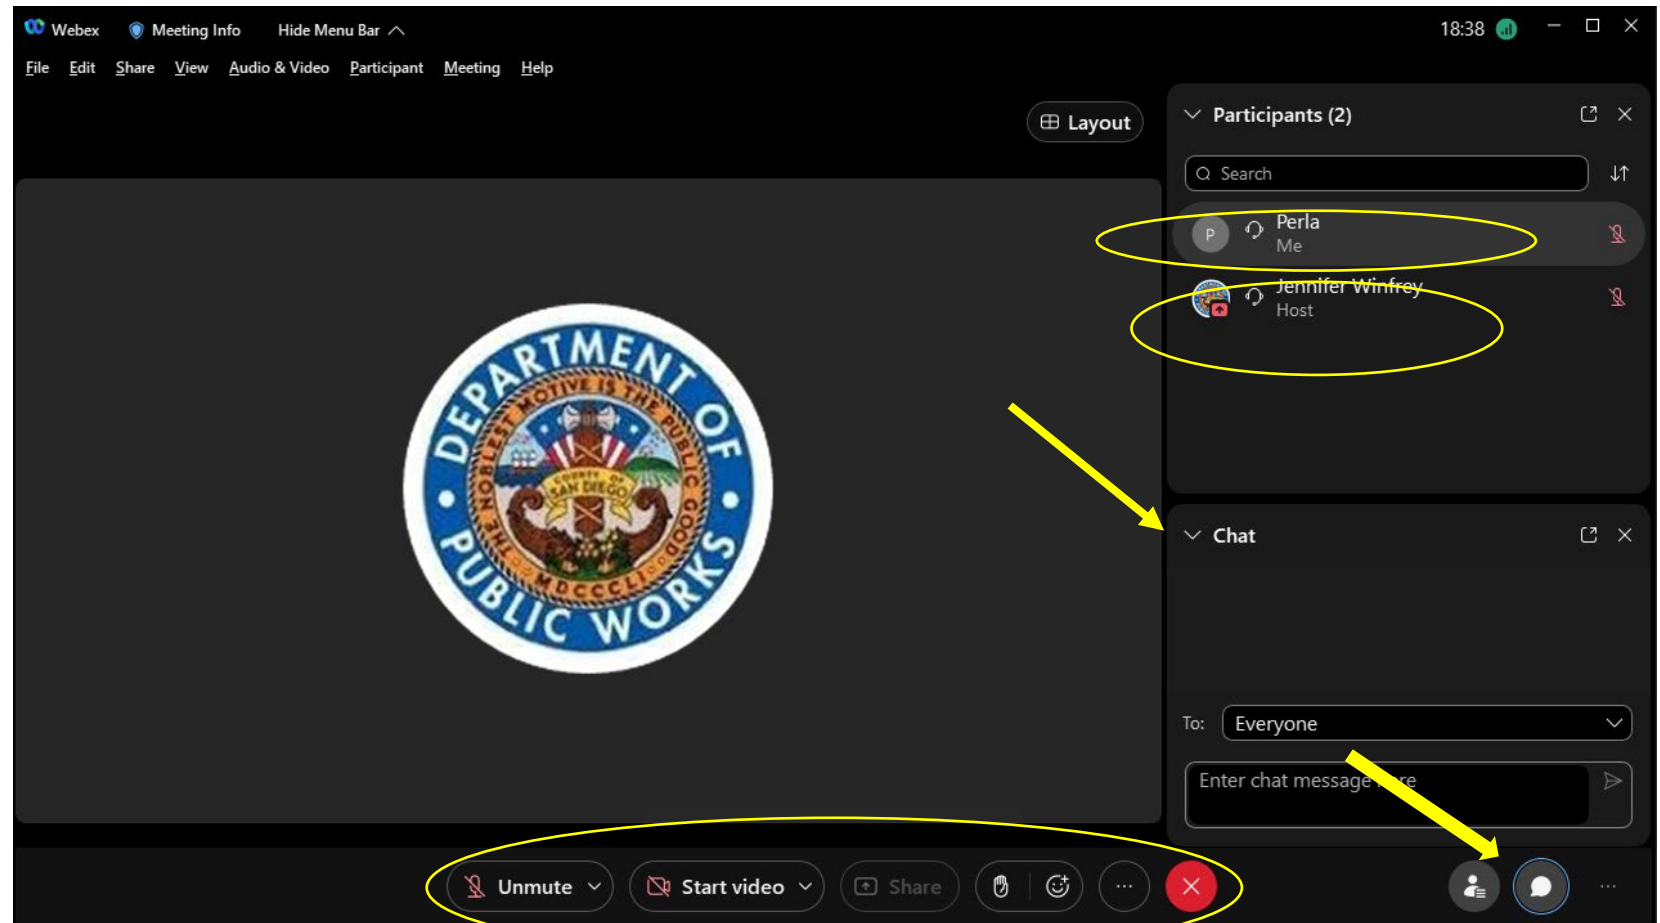 Webex Meeting Info Hide Menu Bar 18:38
File Edit Share View Audio & Video Participant Meeting Help
Layout
Participants (2)
Search
P Perla
Me
Jennifer Winfrey
Host
DEPARTMENT OF
PUBLIC WORKS
THE NOBLEST MOTIVE IS THE PUBLIC GOOD
COUNTY OF
SAN DIEGO
MDCCCLI
Chat
To: Everyone
Enter chat message here
Unmute Start video Share